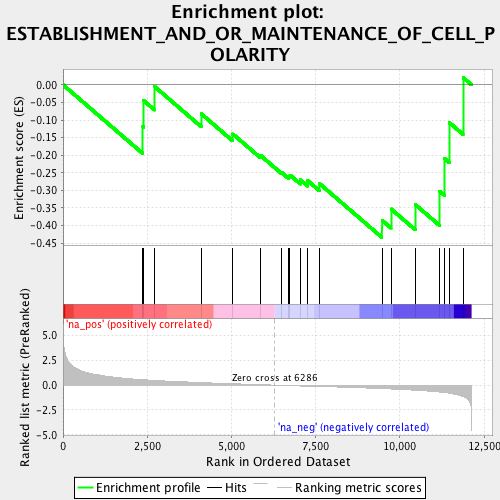 Enrichment plot:
ESTABLISHMENT_AND_OR_MAINTENANCE_OF_CELL_P
OLARITY
Enrichment score (ES)
0.00
-0.05
-0.10
-0.15
-0.20
-0.25
-0.30
-0.35
-0.40
-0.45
'na_pos' (positively correlated)
Ranked list metric (PreRanked)
5.0
2.5
0.0
-2.5
-5.0
Zero cross at 6286
'na_neg' (negatively correlated)
0
2,500
5,000
7,500
10,000
12,500
Rank in Ordered Dataset
Enrichment profile
Hits
Ranking metric scores